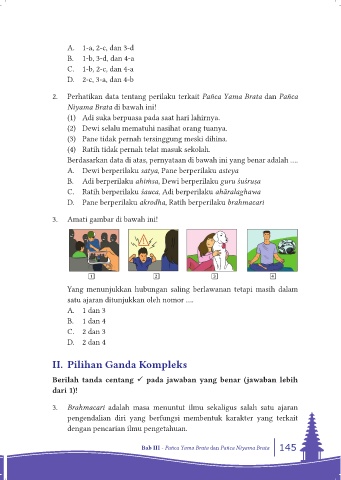 A. 1-a, 2-c, dan 3-d
B. 1-b, 3-d, dan 4-a
C. 1-b, 2-c, dan 4-a
D. 2-c, 3-a, dan 4-b
2. Perhatikan data tentang perilaku terkait Pañca Yama Brata dan Pañca
Niyama Brata di bawah ini!
(1) Adi suka berpuasa pada saat hari lahirnya.
(2) Dewi selalu mematuhi nasihat orang tuanya.
(3) Pane tidak pernah tersinggung meski dihina.
(4) Ratih tidak pernah telat masuk sekolah.
Berdasarkan data di atas, pernyataan di bawah ini yang benar adalah ....
A. Dewi berperilaku satya, Pane berperilaku asteya
B. Adi berperilaku ahimsa, Dewi berperilaku guru śuśruṣa
C. Ratih berperilaku śauca, Adi berperilaku ahāralaghawa
D. Pane berperilaku akrodha, Ratih berperilaku brahmacari
3. Amati gambar di bawah ini!
1 2 3 4
Yang menunjukkan hubungan saling berlawanan tetapi masih dalam
satu ajaran ditunjukkan oleh nomor ....
A. 1 dan 3
B. 1 dan 4
C. 2 dan 3
D. 2 dan 4
II. Pilihan Ganda Kompleks
Berilah tanda centang ✓ pada jawaban yang benar (jawaban lebih
dari 1)!
3. Brahmacari adalah masa menuntut ilmu sekaligus salah satu ajaran
pengendalian diri yang berfungsi membentuk karakter yang terkait
dengan pencarian ilmu pengetahuan.
Bab III - Pañca Yama Brata dan Pañca Niyama Brata 145